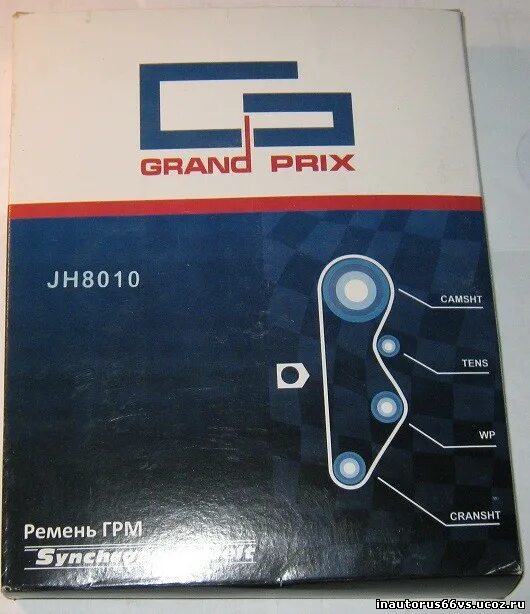 GRAND PRIX
JH8010
CAMSHT
TENS
WP
CRANSHT
Ремень ГРМ
inautorus66vs.ucoz.ru